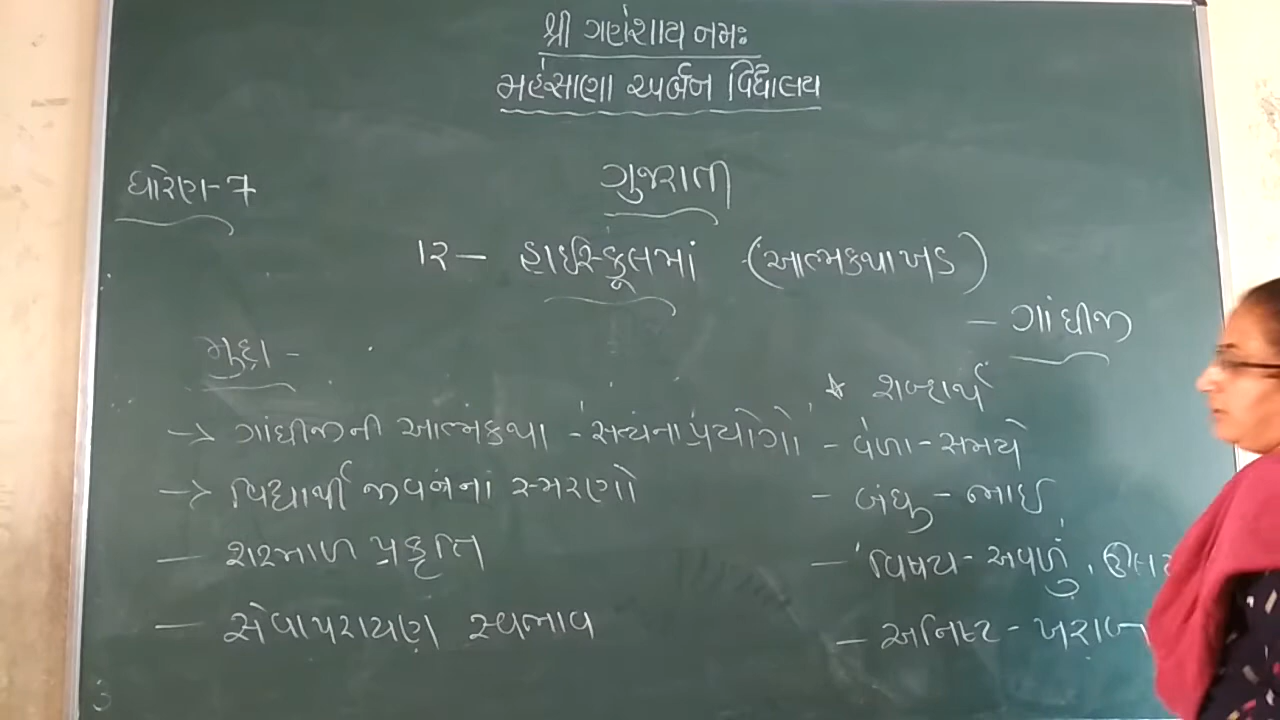 શ્રી ગણેશાય નમઃ
મહેસાણા અર્બન વિદ્યાલય
ધોરણ-7
ગુજરાતી
૧૨ - હાઇસ્કૂલમાં (આત્મકથાખંડ)
- ગાંધીજી
મુદ્દા -
→ ગાંધીજીની આત્મકથા - 'સત્યના પ્રયોગો'
→ વિદ્યાર્થી જીવનનાં સ્મરણો
- શરમાળ પ્રકૃતિ
- સેવાપરાયણ સ્વભાવ
* શબ્દાર્થ
- વેળા - સમયે
- બંધુ - ભાઈ
- વિષય - અવળું,
- અનિષ્ટ - ખરાબ